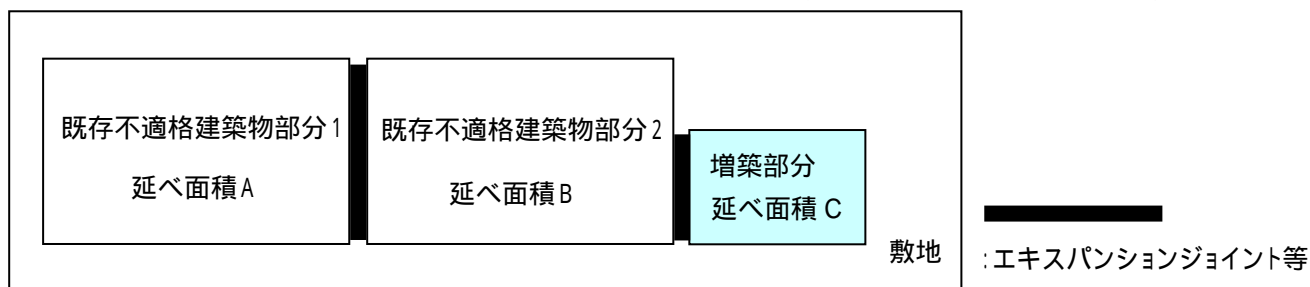 既存不適格建築物部分1
延べ面積A
既存不適格建築物部分2
延べ面積B
増築部分
延べ面積 C
敷地
:エキスパンションジョイント等